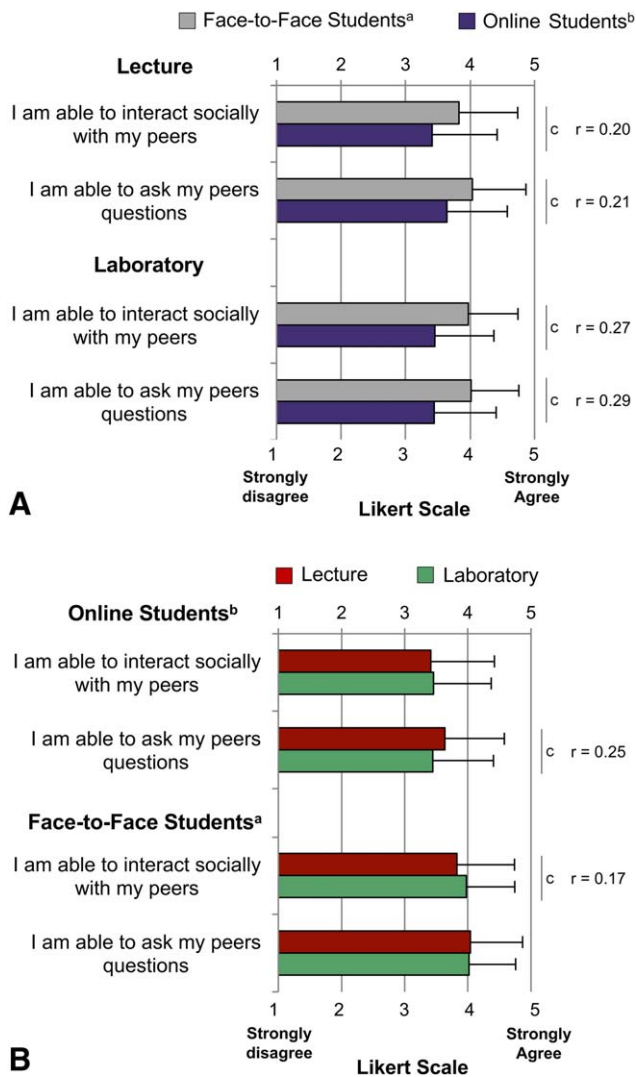 Face-to-Face Studentsᵃ Online Studentsᵇ
1 2 3 4 5
Lecture
I am able to interact socially
with my peers
c r = 0.20
I am able to ask my peers
questions
c r = 0.21
Laboratory
I am able to interact socially
with my peers
c r = 0.27
I am able to ask my peers
questions
c r = 0.29
1 2 3 4 5
Strongly
disagree
Strongly
Agree
Likert Scale
A
Lecture Laboratory
1 2 3 4 5
Online Studentsᵇ
I am able to interact socially
with my peers
I am able to ask my peers
questions
c r = 0.25
Face-to-Face Studentsᵃ
I am able to interact socially
with my peers
c r = 0.17
I am able to ask my peers
questions
1 2 3 4 5
Strongly
disagree
Strongly
Agree
Likert Scale
B